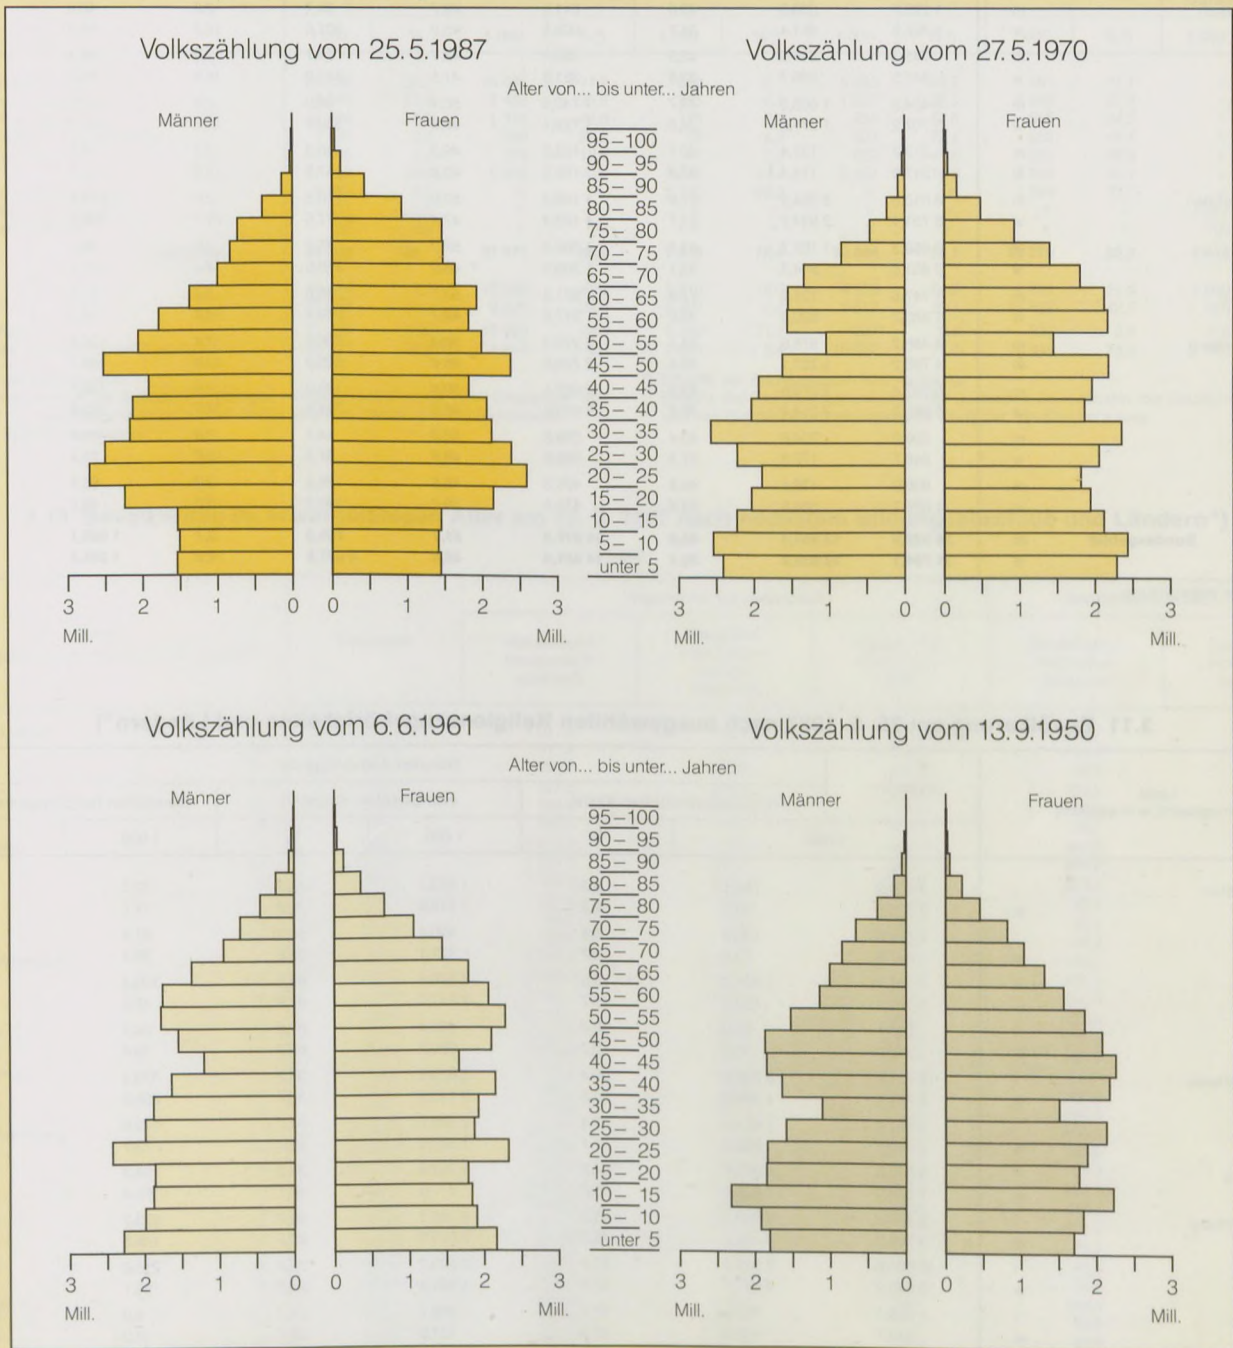 Volkszählung vom 25.5.1987
Volkszählung vom 27.5.1970
Alter von... bis unter... Jahren
Männer
Frauen
Männer
Frauen
95–100
90– 95
85– 90
80– 85
75– 80
70– 75
65– 70
60– 65
55– 60
50– 55
45– 50
40– 45
35– 40
30– 35
25– 30
20– 25
15– 20
10– 15
5– 10
unter 5
3 2 1 0 0 1 2 3
Mill. Mill.
3 2 1 0 0 1 2 3
Mill. Mill.
Volkszählung vom 6.6.1961
Volkszählung vom 13.9.1950
Alter von... bis unter... Jahren
Männer
Frauen
Männer
Frauen
95–100
90– 95
85– 90
80– 85
75– 80
70– 75
65– 70
60– 65
55– 60
50– 55
45– 50
40– 45
35– 40
30– 35
25– 30
20– 25
15– 20
10– 15
5– 10
unter 5
3 2 1 0 0 1 2 3
Mill. Mill.
3 2 1 0 0 1 2 3
Mill. Mill.